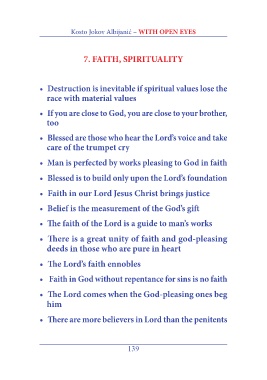 Kosto Jokov Albijanić – WITH OPEN EYES
7. FAITH, SPIRITUALITY
• Destruction is inevitable if spiritual values lose the
race with material values
• If you are close to God, you are close to your brother,
too
• Blessed are those who hear the Lord's voice and take
care of the trumpet cry
• Man is perfected by works pleasing to God in faith
• Blessed is to build only upon the Lord's foundation
• Faith in our Lord Jesus Christ brings justice
• Belief is the measurement of the God's gift
• The faith of the Lord is a guide to man's works
• There is a great unity of faith and god-pleasing
deeds in those who are pure in heart
• The Lord's faith ennobles
• Faith in God without repentance for sins is no faith
• The Lord comes when the God-pleasing ones beg
him
• There are more believers in Lord than the penitents
139